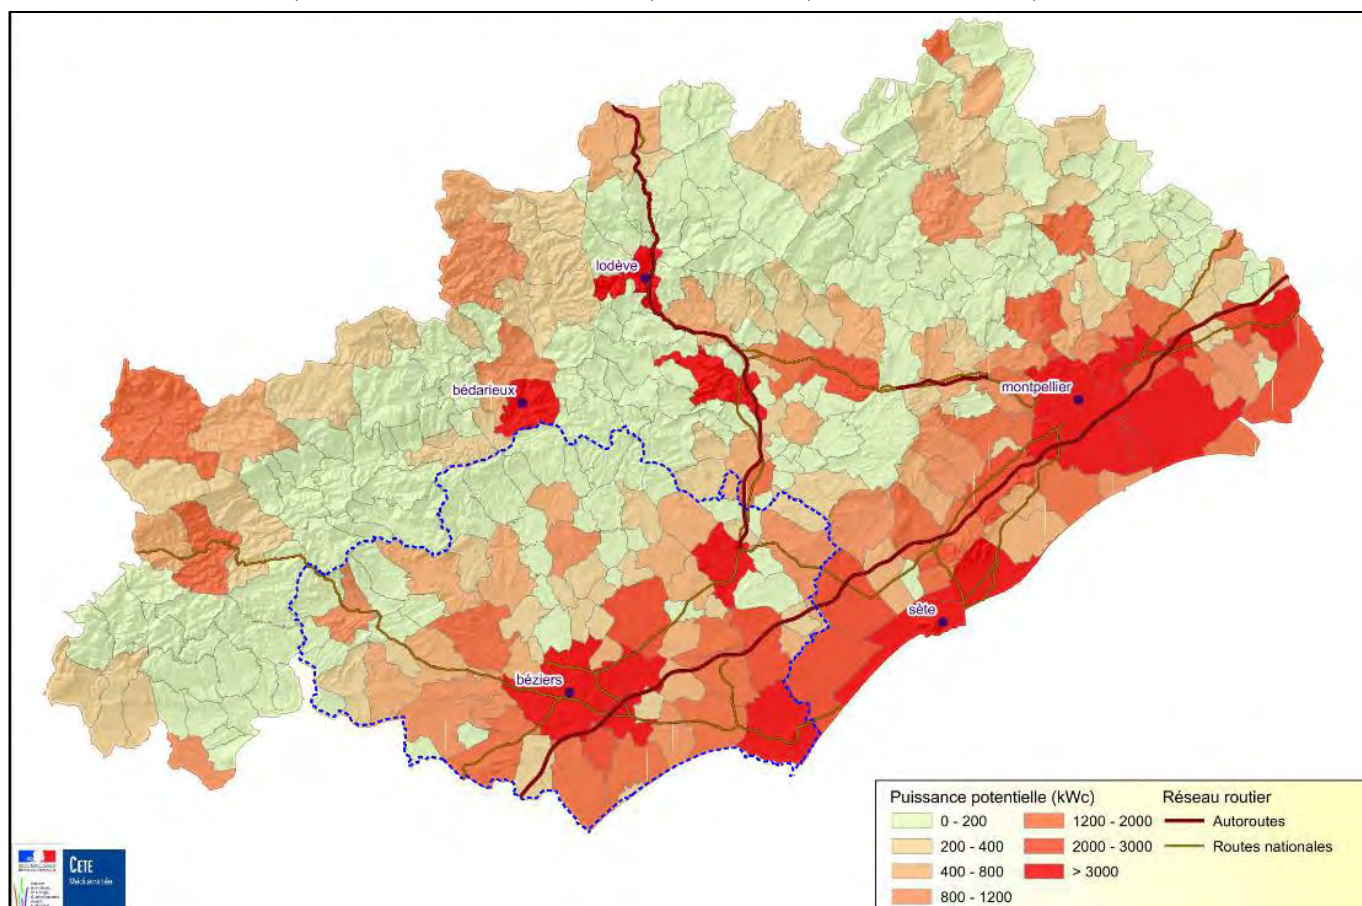 lodève
bédarieux
montpellier
sète
béziers
Puissance potentielle (kWc)
0 - 200
200 - 400
400 - 800
800 - 1200
1200 - 2000
2000 - 3000
> 3000
Réseau routier
Autoroutes
Routes nationales
CETE
Méditerranée